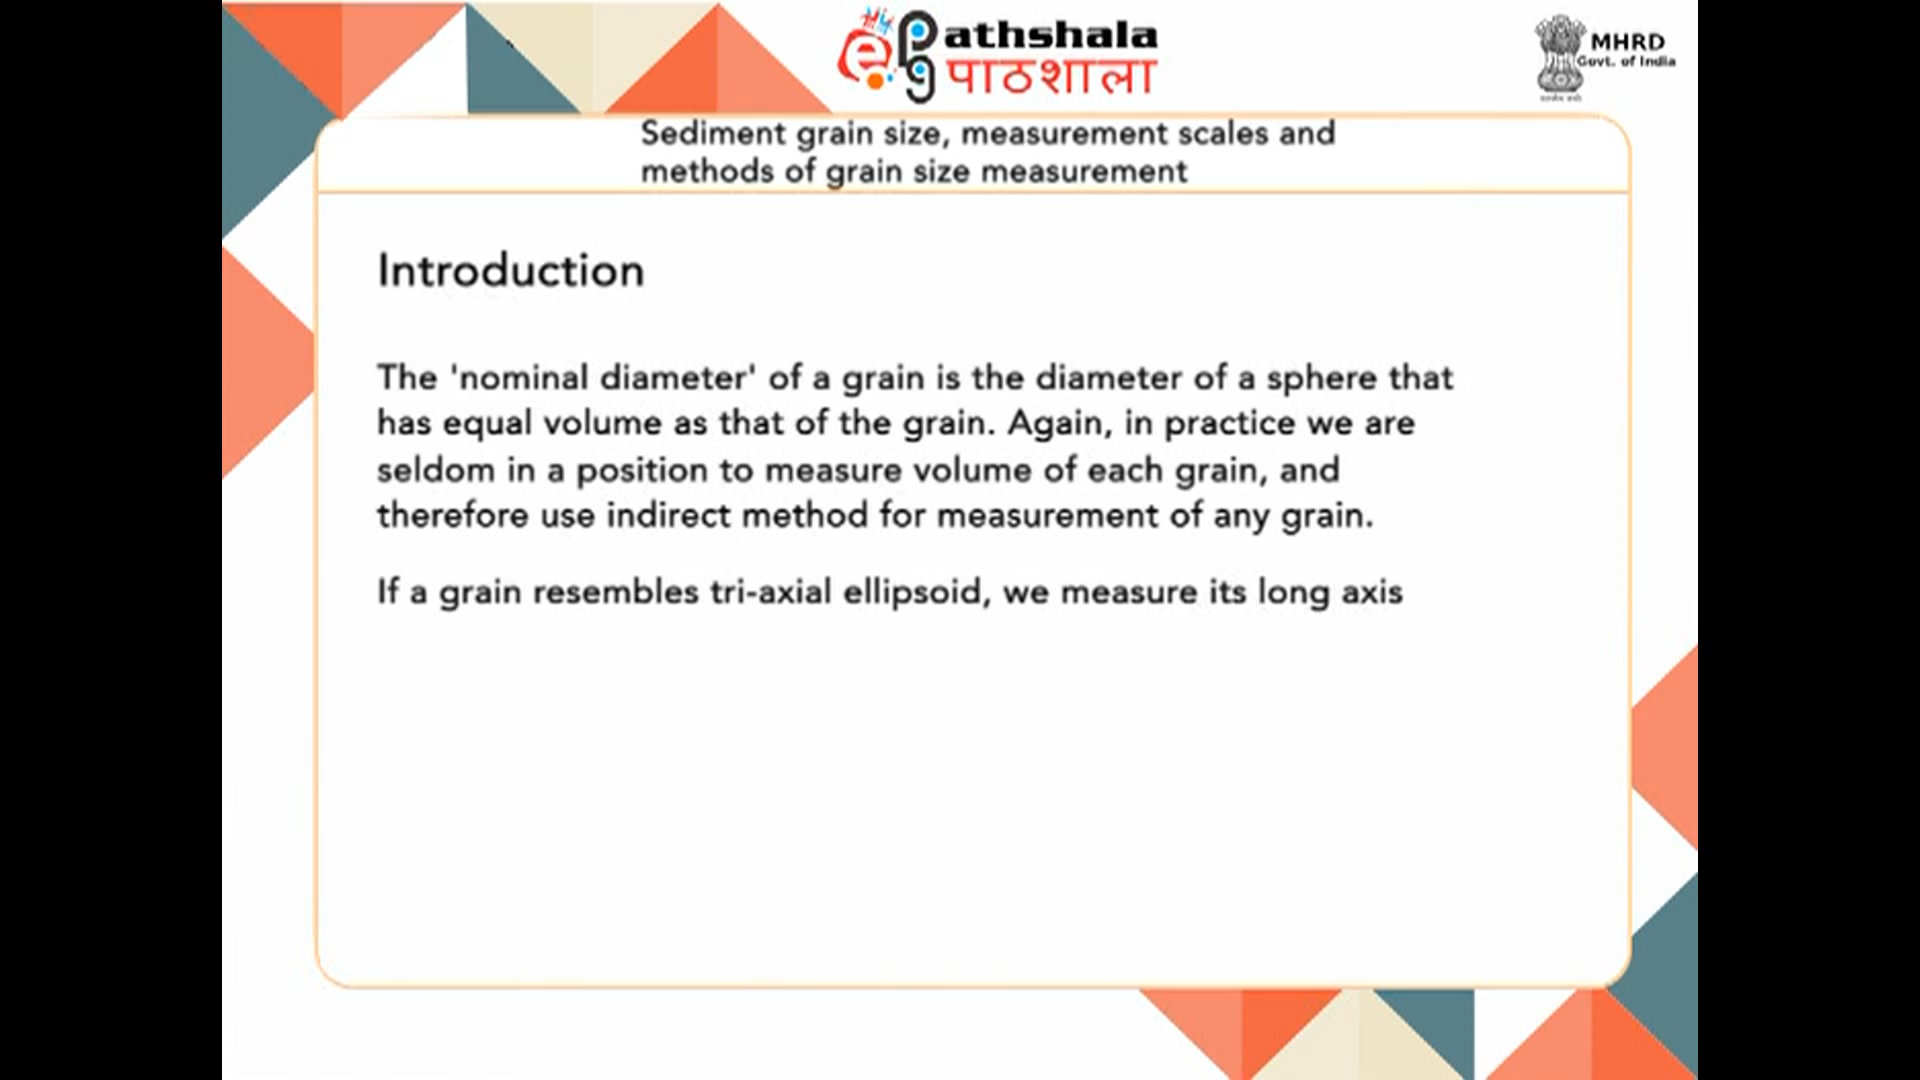 ePG athshala
पाठशाला
MHRD
Govt. of India
Sediment grain size, measurement scales and
methods of grain size measurement
Introduction
The 'nominal diameter' of a grain is the diameter of a sphere that
has equal volume as that of the grain. Again, in practice we are
seldom in a position to measure volume of each grain, and
therefore use indirect method for measurement of any grain.
If a grain resembles tri-axial ellipsoid, we measure its long axis